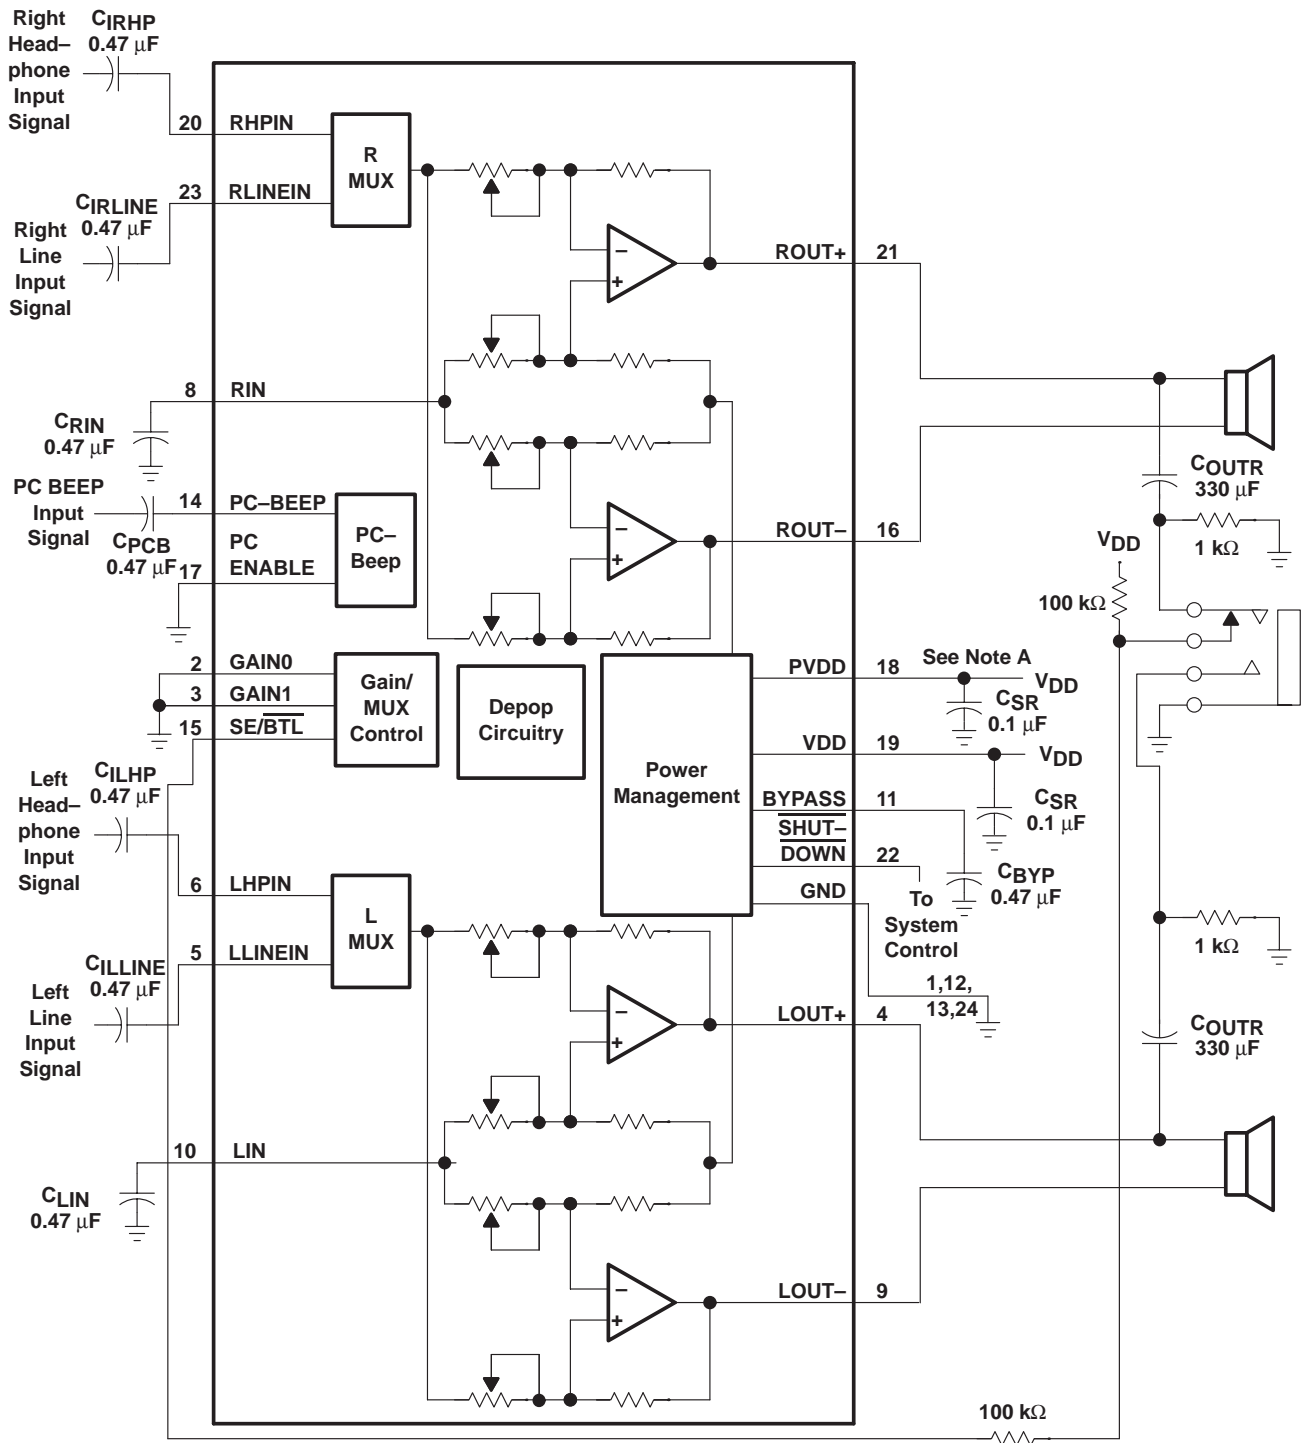 Right
Head–
phone
Input
Signal
CIRHP
0.47 μF
20
RHPIN
R
MUX
23
RLINEIN
CIRLINE
0.47 μF
Right
Line
Input
Signal
ROUT+
21
8
RIN
CRIN
0.47 μF
PC BEEP
Input
Signal
14
PC–BEEP
CPCB
0.47 μF
PC
ENABLE
17
PC–
Beep
ROUT–
16
COUTR
330 μF
1 kΩ
VDD
100 kΩ
2
GAIN0
3
GAIN1
15
SE/BTL
Gain/
MUX
Control
Depop
Circuitry
Power
Management
PVDD
18
See Note A
VDD
CSR
0.1 μF
VDD
19
VDD
CSR
0.1 μF
BYPASS
11
SHUT–
DOWN
22
CBYP
0.47 μF
GND
To
System
Control
1,12,
13,24
Left
Head–
phone
Input
Signal
CILHP
0.47 μF
6
LHPIN
L
MUX
5
LLINEIN
CILLINE
0.47 μF
Left
Line
Input
Signal
1 kΩ
LOUT+
4
COUTR
330 μF
10
LIN
CLIN
0.47 μF
LOUT–
9
100 kΩ
– + – + – + – +